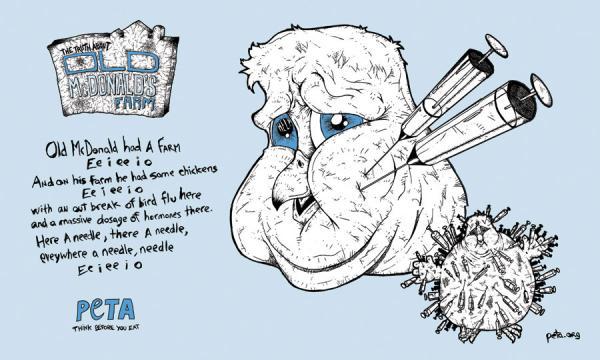 THE TRUTH ABOUT
OLD
McDONALD'S
FARM
Old McDonald had A FARM
Ee i ee i o
And on his farm he had some chickens
Ee i ee i o
with an out break of bird flu here
and a massive dosage of hormones there.
Here A needle, there A needle,
everywhere a needle, needle
Ee i ee i o
PeTA
THINK BEFORE YOU EAT
peta.org